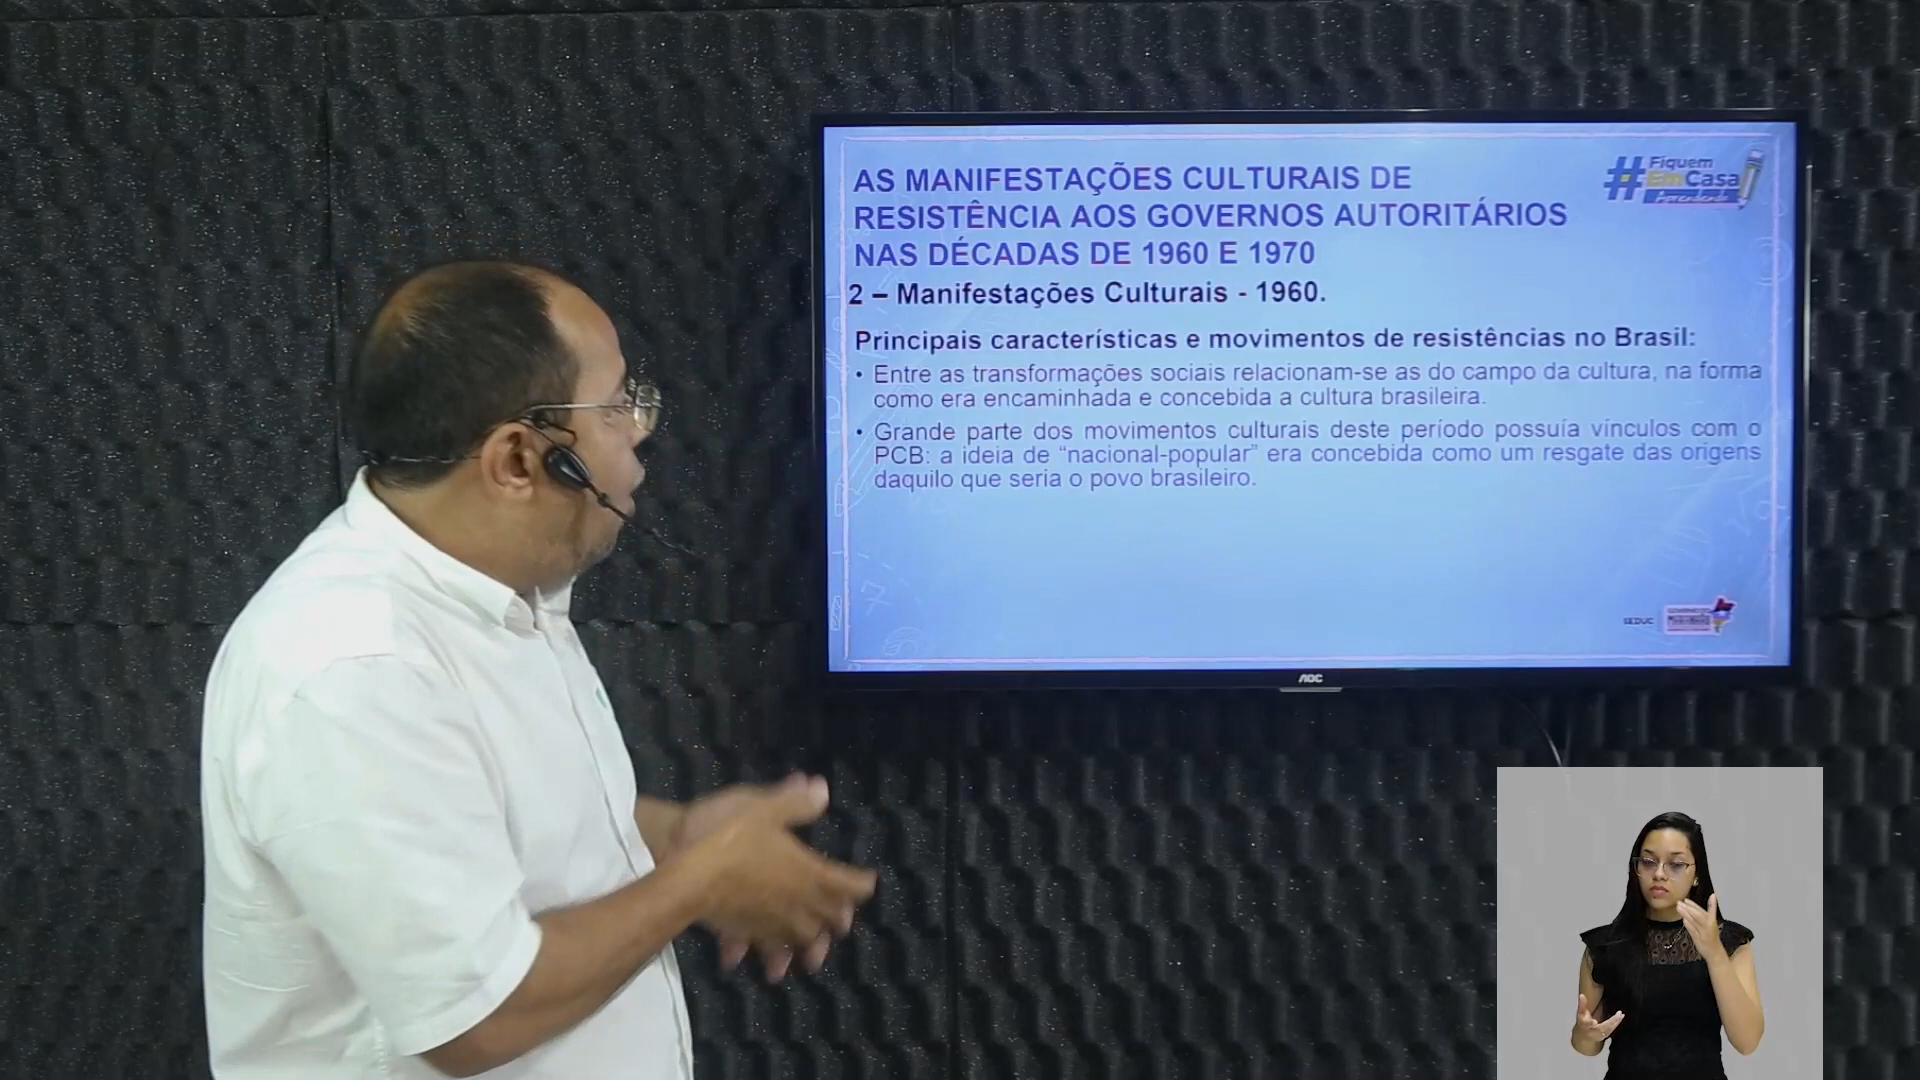 AS MANIFESTAÇÕES CULTURAIS DE
RESISTÊNCIA AOS GOVERNOS AUTORITÁRIOS
NAS DÉCADAS DE 1960 E 1970
#Fiquem
EmCasa
Aprendendo
2 – Manifestações Culturais - 1960.
Principais características e movimentos de resistências no Brasil:
• Entre as transformações sociais relacionam-se as do campo da cultura, na forma
como era encaminhada e concebida a cultura brasileira.
• Grande parte dos movimentos culturais deste período possuía vínculos com o
PCB: a ideia de “nacional-popular” era concebida como um resgate das origens
daquilo que seria o povo brasileiro.
SEDUC
AOC